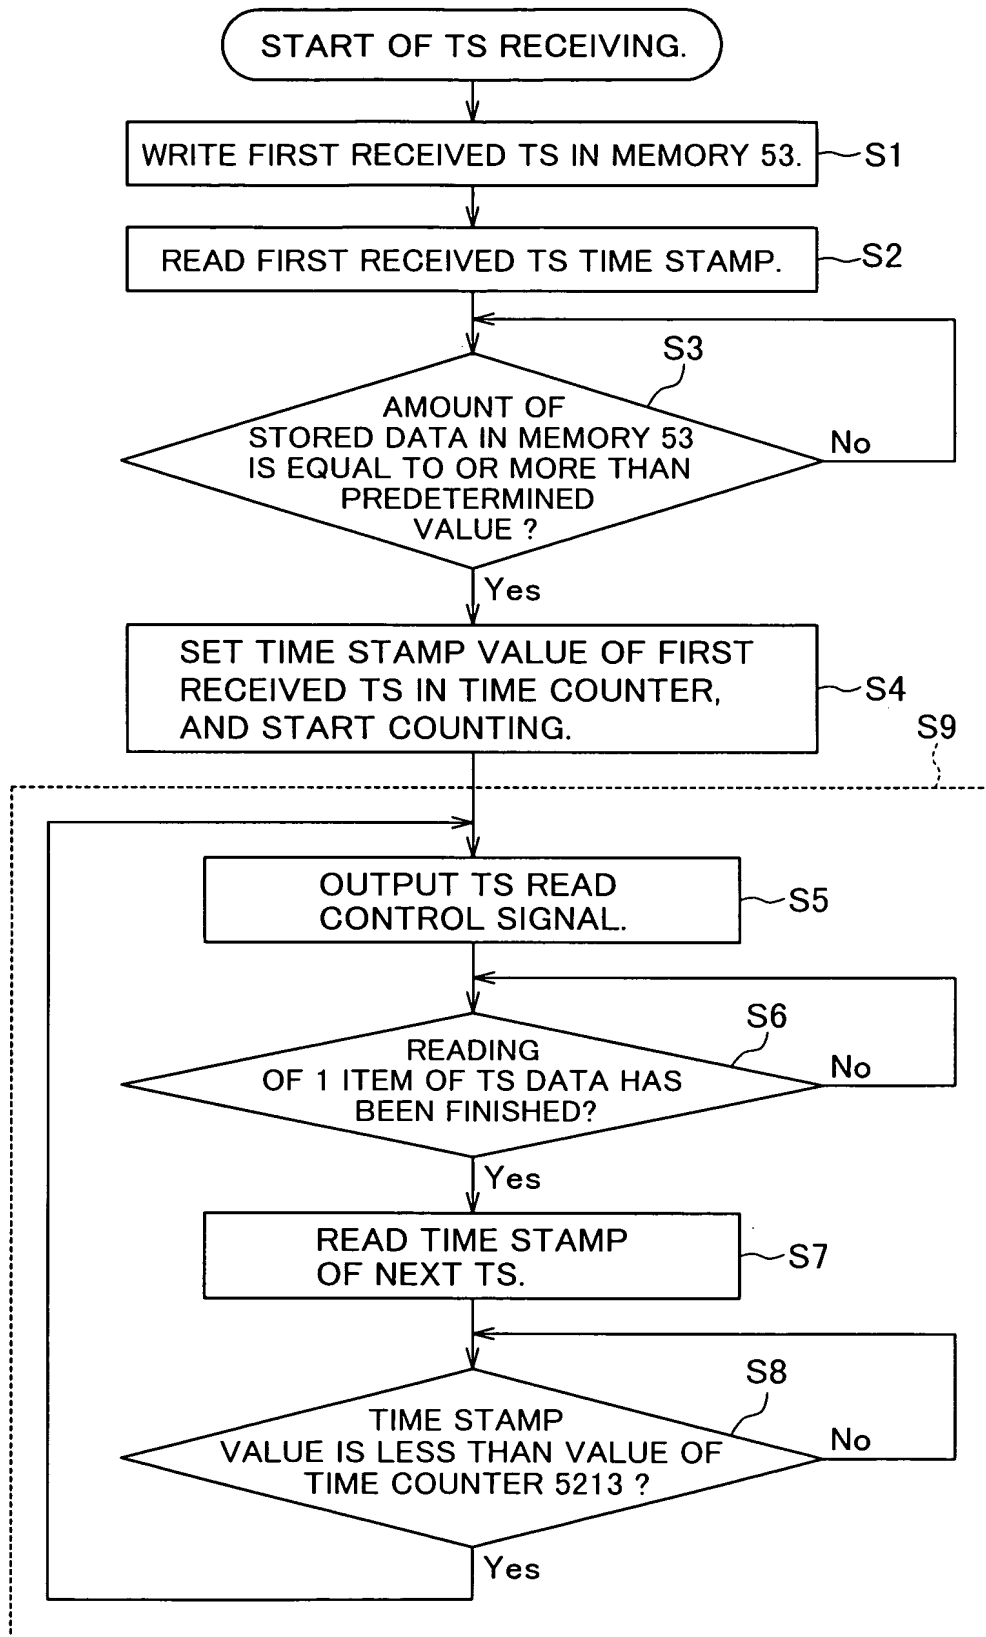 START OF TS RECEIVING.
WRITE FIRST RECEIVED TS IN MEMORY 53.
S1
READ FIRST RECEIVED TS TIME STAMP.
S2
S3
AMOUNT OF
STORED DATA IN MEMORY 53
IS EQUAL TO OR MORE THAN
PREDETERMINED
VALUE ?
No
Yes
SET TIME STAMP VALUE OF FIRST
RECEIVED TS IN TIME COUNTER,
AND START COUNTING.
S4
S9
OUTPUT TS READ
CONTROL SIGNAL.
S5
S6
READING
OF 1 ITEM OF TS DATA HAS
BEEN FINISHED?
No
Yes
READ TIME STAMP
OF NEXT TS.
S7
S8
TIME STAMP
VALUE IS LESS THAN VALUE OF
TIME COUNTER 5213 ?
No
Yes